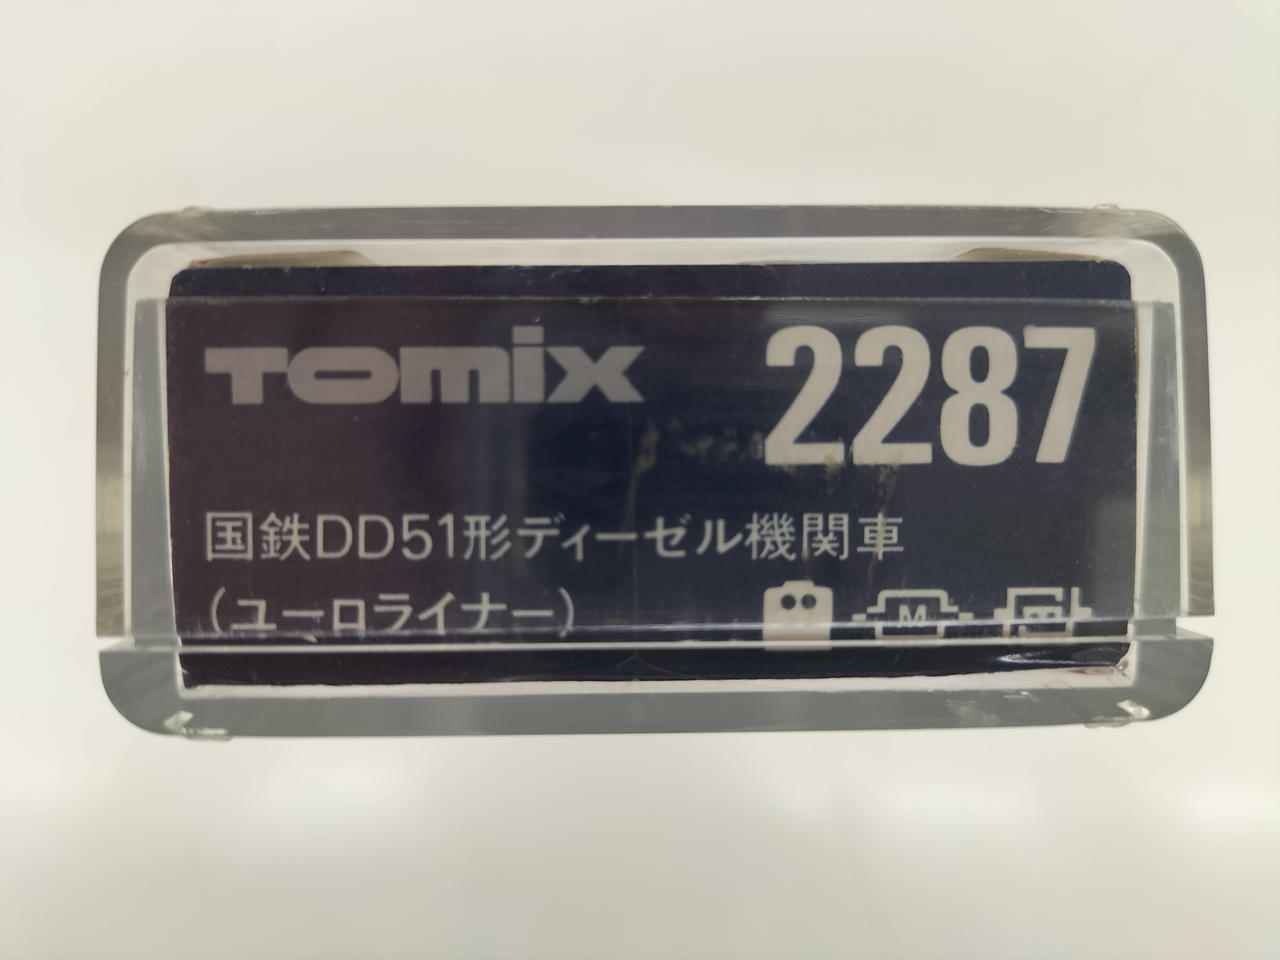 TOMIX 2287
国鉄DD51形ディーゼル機関車
(ユーロライナー)
M